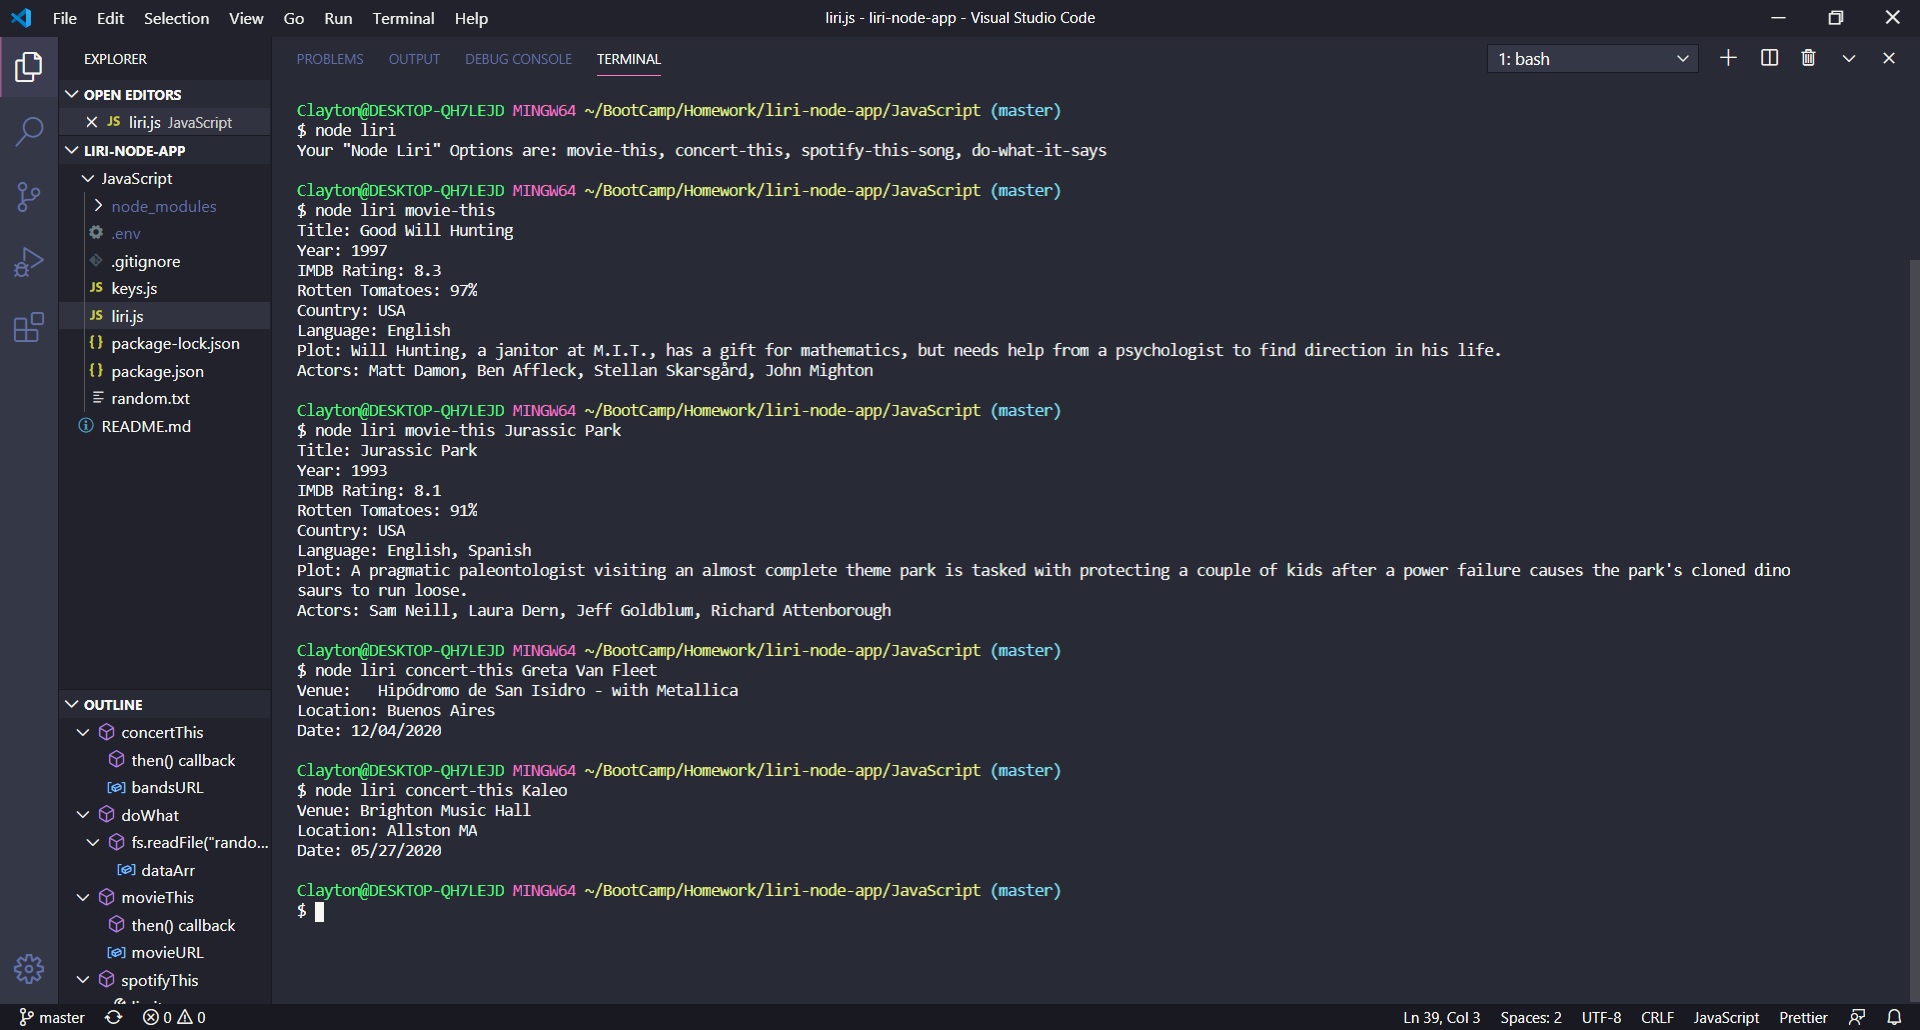 File Edit Selection View Go Run Terminal Help
liri.js - liri-node-app - Visual Studio Code
EXPLORER
OPEN EDITORS
JS liri.js JavaScript
LIRI-NODE-APP
JavaScript
node_modules
.env
.gitignore
JS keys.js
JS liri.js
{} package-lock.json
{} package.json
random.txt
README.md
OUTLINE
concertThis
then() callback
bandsURL
doWhat
fs.readFile("rando...
dataArr
movieThis
then() callback
movieURL
spotifyThis
PROBLEMS OUTPUT DEBUG CONSOLE TERMINAL
1: bash
Clayton@DESKTOP-QH7LEJD MINGW64 ~/BootCamp/Homework/liri-node-app/JavaScript (master)
$ node liri
Your "Node Liri" Options are: movie-this, concert-this, spotify-this-song, do-what-it-says
Clayton@DESKTOP-QH7LEJD MINGW64 ~/BootCamp/Homework/liri-node-app/JavaScript (master)
$ node liri movie-this
Title: Good Will Hunting
Year: 1997
IMDB Rating: 8.3
Rotten Tomatoes: 97%
Country: USA
Language: English
Plot: Will Hunting, a janitor at M.I.T., has a gift for mathematics, but needs help from a psychologist to find direction in his life.
Actors: Matt Damon, Ben Affleck, Stellan Skarsgård, John Mighton
Clayton@DESKTOP-QH7LEJD MINGW64 ~/BootCamp/Homework/liri-node-app/JavaScript (master)
$ node liri movie-this Jurassic Park
Title: Jurassic Park
Year: 1993
IMDB Rating: 8.1
Rotten Tomatoes: 91%
Country: USA
Language: English, Spanish
Plot: A pragmatic paleontologist visiting an almost complete theme park is tasked with protecting a couple of kids after a power failure causes the park's cloned dino
saurs to run loose.
Actors: Sam Neill, Laura Dern, Jeff Goldblum, Richard Attenborough
Clayton@DESKTOP-QH7LEJD MINGW64 ~/BootCamp/Homework/liri-node-app/JavaScript (master)
$ node liri concert-this Greta Van Fleet
Venue:   Hipódromo de San Isidro - with Metallica
Location: Buenos Aires
Date: 12/04/2020
Clayton@DESKTOP-QH7LEJD MINGW64 ~/BootCamp/Homework/liri-node-app/JavaScript (master)
$ node liri concert-this Kaleo
Venue: Brighton Music Hall
Location: Allston MA
Date: 05/27/2020
Clayton@DESKTOP-QH7LEJD MINGW64 ~/BootCamp/Homework/liri-node-app/JavaScript (master)
$
master 0 0
Ln 39, Col 3 Spaces: 2 UTF-8 CRLF JavaScript Prettier